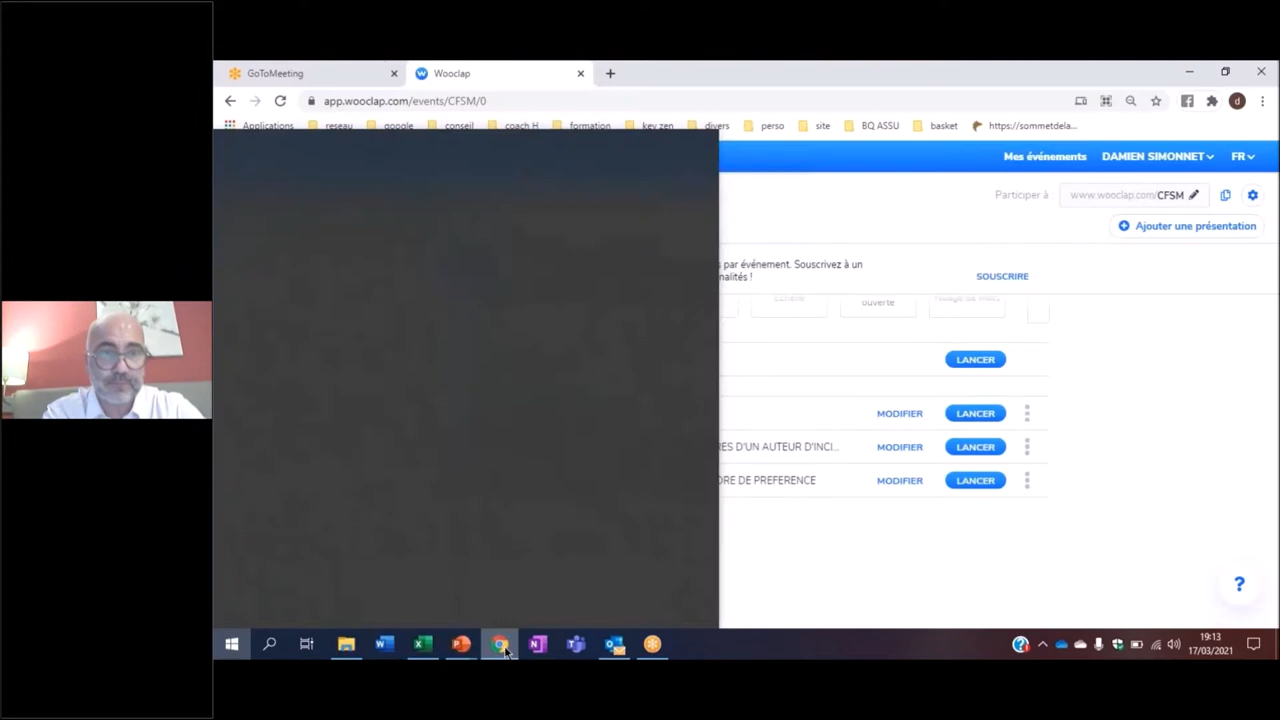 GoToMeeting
Wooclap
app.wooclap.com/events/CFSM/0
Applications reseau google conseil coach H formation key zen divers perso site BQ ASSU basket https://sommetdela...
Mes événements DAMIEN SIMONNET FR
Participer à www.wooclap.com/CFSM
Ajouter une présentation
par événement. Souscrivez à un
nalités !
SOUSCRIRE
ouverte
LANCER
MODIFIER LANCER
RES D'UN AUTEUR D'INCI... MODIFIER LANCER
DRE DE PREFERENCE MODIFIER LANCER
?
19:13
17/03/2021